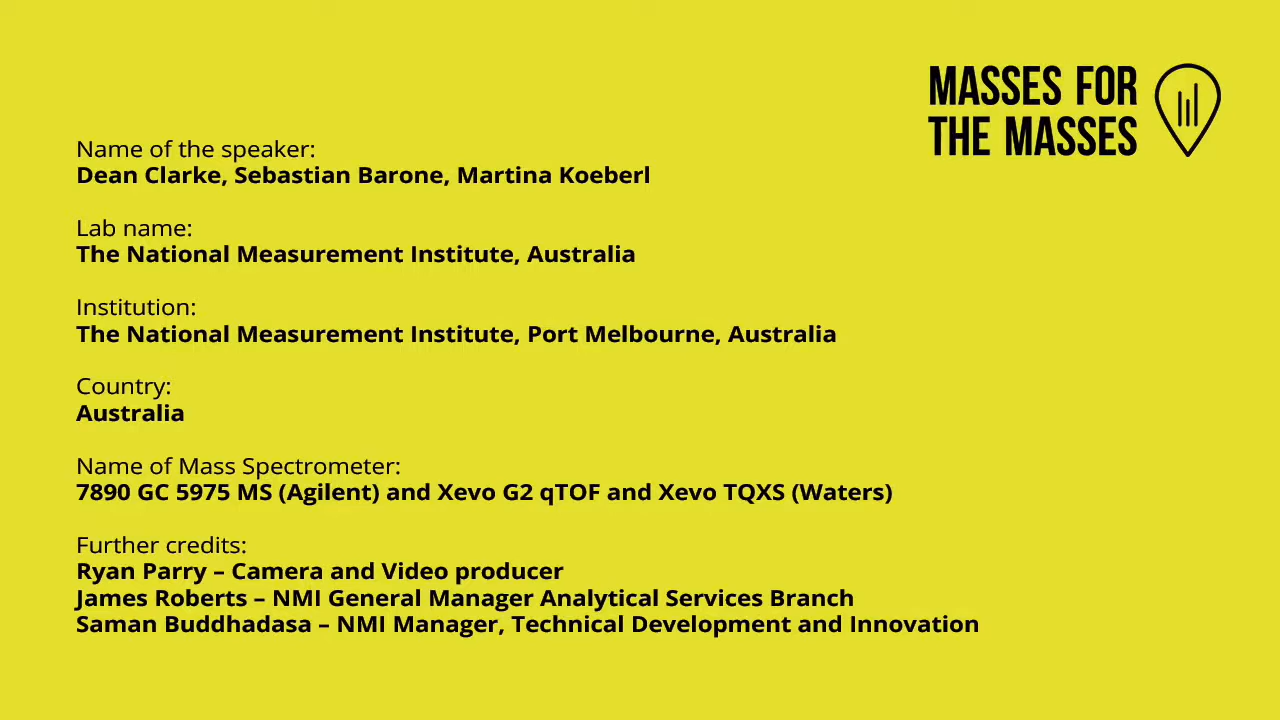 MASSES FOR
THE MASSES
Name of the speaker:
Dean Clarke, Sebastian Barone, Martina Koeberl
Lab name:
The National Measurement Institute, Australia
Institution:
The National Measurement Institute, Port Melbourne, Australia
Country:
Australia
Name of Mass Spectrometer:
7890 GC 5975 MS (Agilent) and Xevo G2 qTOF and Xevo TQXS (Waters)
Further credits:
Ryan Parry – Camera and Video producer
James Roberts – NMI General Manager Analytical Services Branch
Saman Buddhadasa – NMI Manager, Technical Development and Innovation